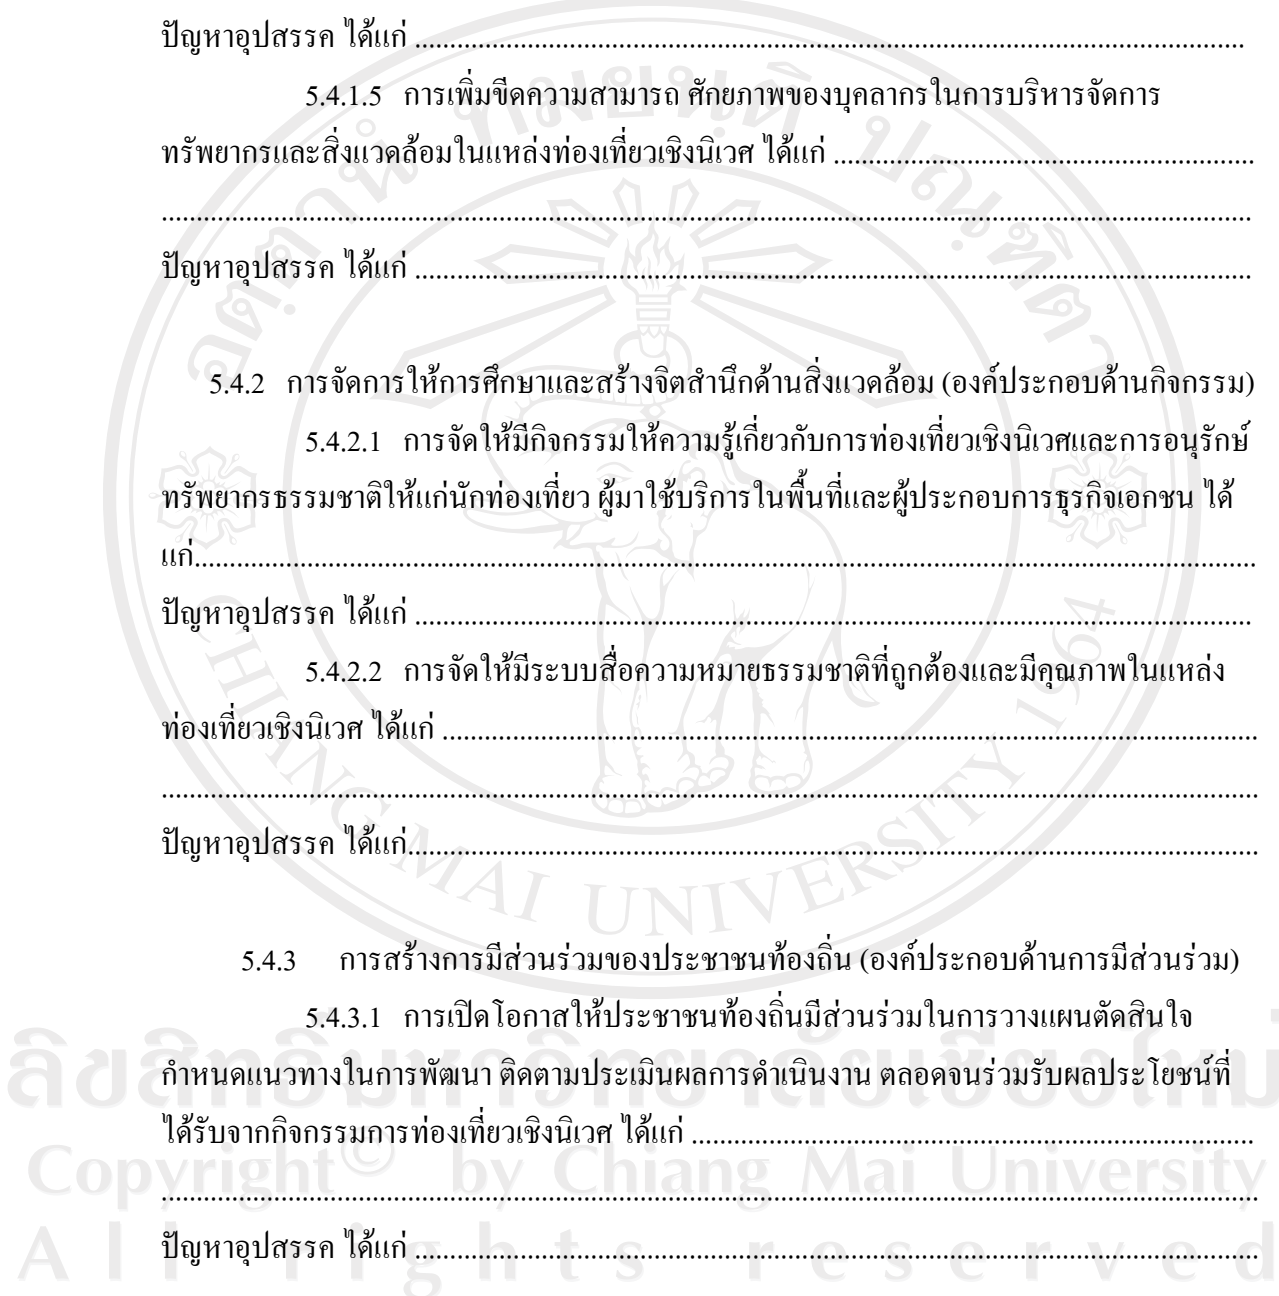 ปัญหาอุปสรรค ได้แก่ ........................................................................................................................
5.4.1.5 การเพิ่มขีดความสามารถ ศักยภาพของบุคลากรในการบริหารจัดการ
ทรัพยากรและสิ่งแวดล้อมในแหล่งท่องเที่ยวเชิงนิเวศ ได้แก่ ............................................................
............................................................................................................................................................
ปัญหาอุปสรรค ได้แก่ ........................................................................................................................
5.4.2 การจัดการให้การศึกษาและสร้างจิตสำนึกด้านสิ่งแวดล้อม (องค์ประกอบด้านกิจกรรม)
5.4.2.1 การจัดให้มีกิจกรรมให้ความรู้เกี่ยวกับการท่องเที่ยวเชิงนิเวศและการอนุรักษ์
ทรัพยากรธรรมชาติให้แก่นักท่องเที่ยว ผู้มาใช้บริการในพื้นที่และผู้ประกอบการธุรกิจเอกชน ได้
แก่.......................................................................................................................................................
ปัญหาอุปสรรค ได้แก่ ........................................................................................................................
5.4.2.2 การจัดให้มีระบบสื่อความหมายธรรมชาติที่ถูกต้องและมีคุณภาพในแหล่ง
ท่องเที่ยวเชิงนิเวศ ได้แก่ ....................................................................................................................
............................................................................................................................................................
ปัญหาอุปสรรค ได้แก่.........................................................................................................................
5.4.3 การสร้างการมีส่วนร่วมของประชาชนท้องถิ่น (องค์ประกอบด้านการมีส่วนร่วม)
5.4.3.1 การเปิดโอกาสให้ประชาชนท้องถิ่นมีส่วนร่วมในการวางแผนตัดสินใจ
กำหนดแนวทางในการพัฒนา ติดตามประเมินผลการดำเนินงาน ตลอดจนร่วมรับผลประโยชน์ที่
ได้รับจากกิจกรรมการท่องเที่ยวเชิงนิเวศ ได้แก่ ................................................................................
............................................................................................................................................................
ปัญหาอุปสรรค ได้แก่ ........................................................................................................................
CHIANG MAI UNIVERSITY 1964
ลิขสิทธิ์มหาวิทยาลัยเชียงใหม่
Copyright© by Chiang Mai University
All rights reserved